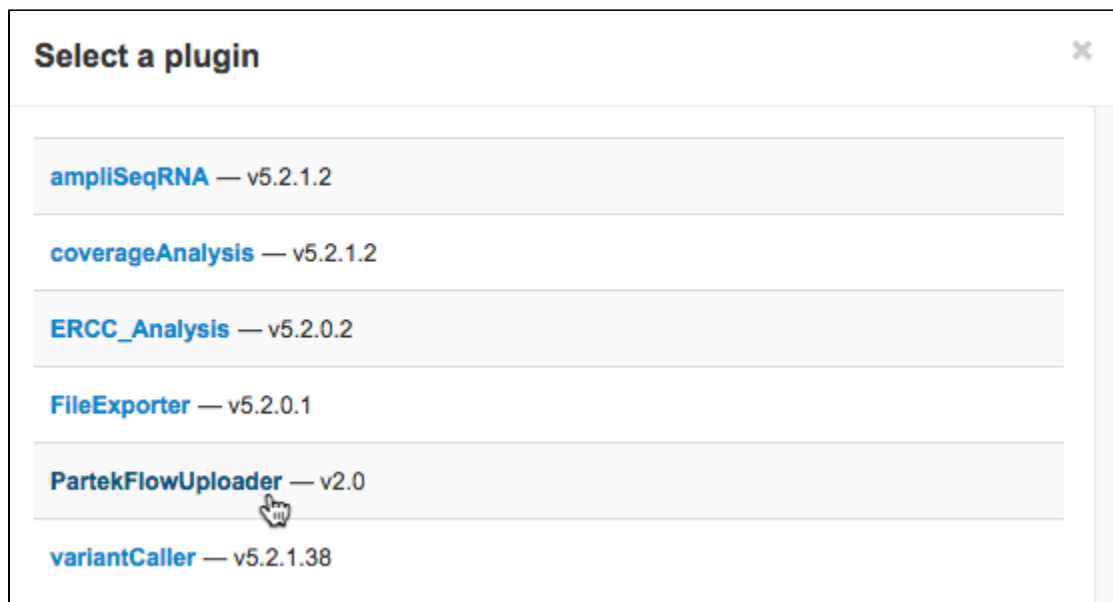 Select a plugin ×
ampliSeqRNA — v5.2.1.2
coverageAnalysis — v5.2.1.2
ERCC_Analysis — v5.2.0.2
FileExporter — v5.2.0.1
PartekFlowUploader — v2.0
variantCaller — v5.2.1.38